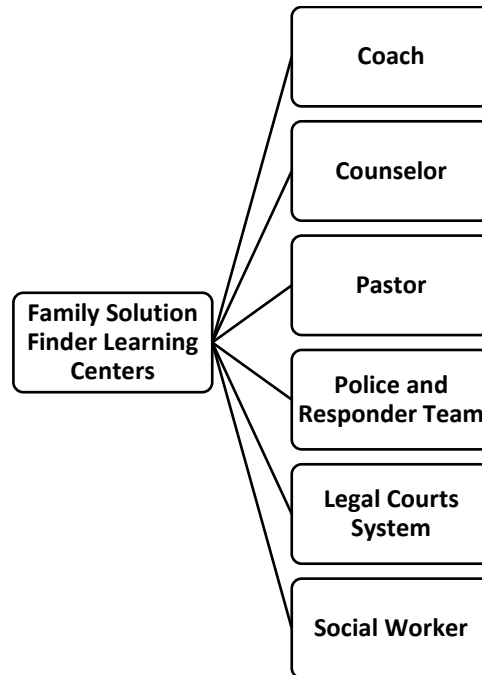 Coach
Counselor
Pastor
Family Solution
Finder Learning
Centers
Police and
Responder Team
Legal Courts
System
Social Worker